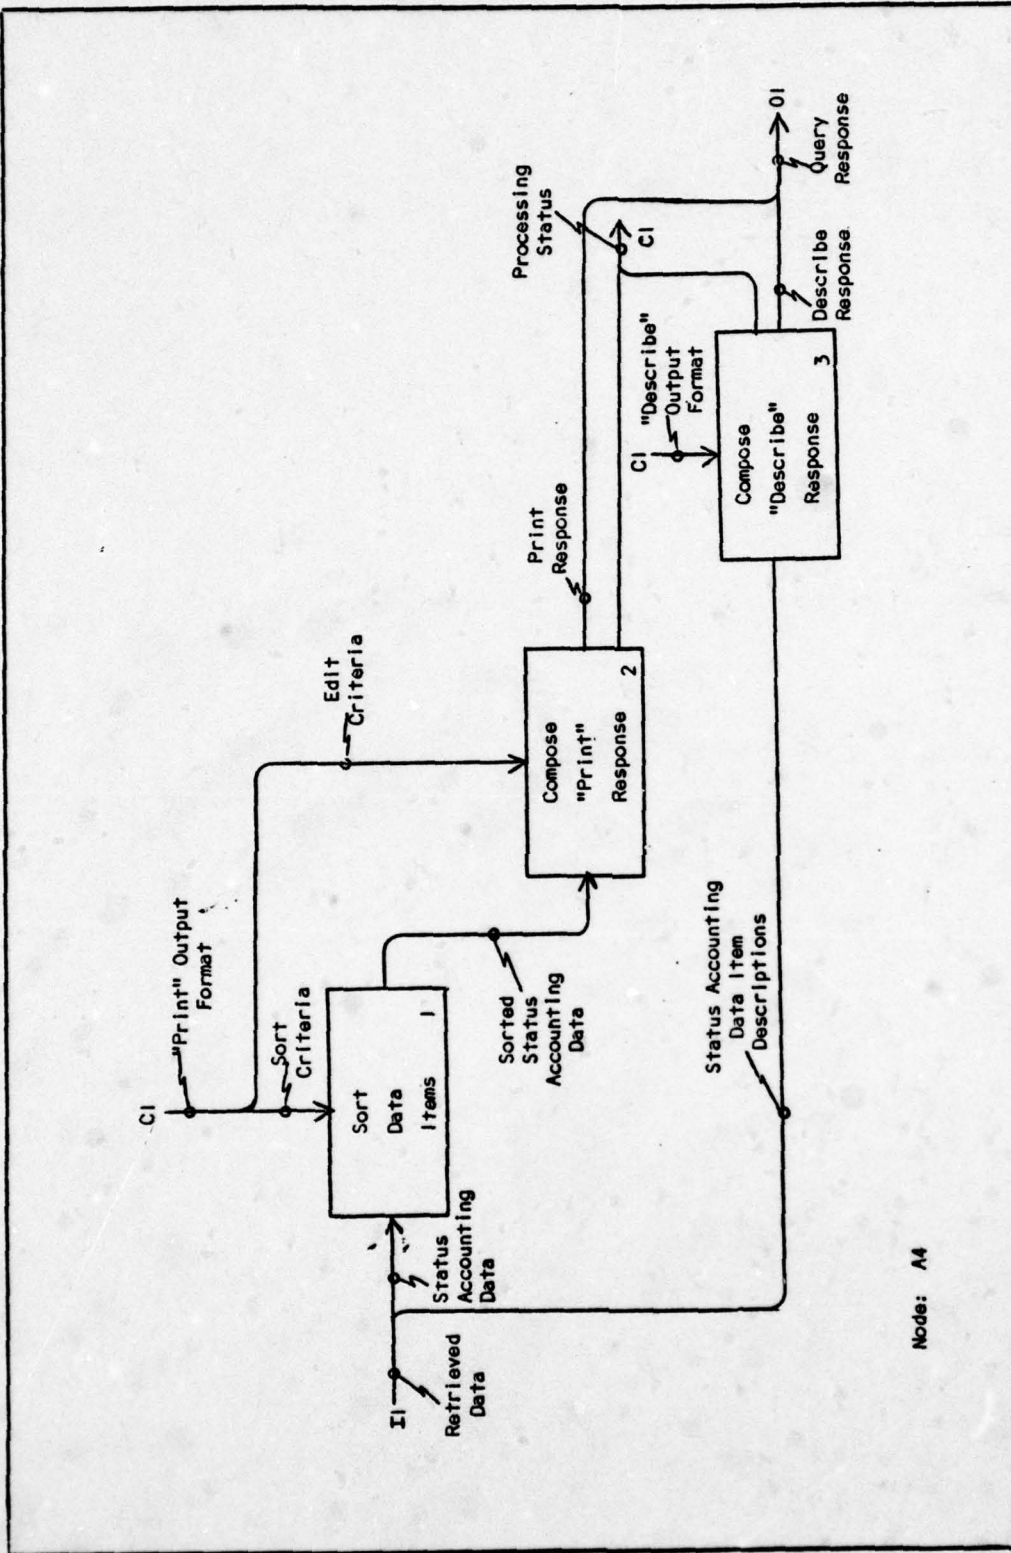 C1
"Print" Output
Format
Sort
Criteria
Edit
Criteria
I1
Retrieved
Data
Status
Accounting
Data
Sort
Data
Items
1
Sorted
Status
Accounting
Data
Compose
"Print"
Response
2
Print
Response
Processing
Status
C1
C1
"Describe"
Output
Format
Compose
"Describe"
Response
3
Describe
Response
Query
Response
O1
Status Accounting
Data Item
Descriptions
Node: A4